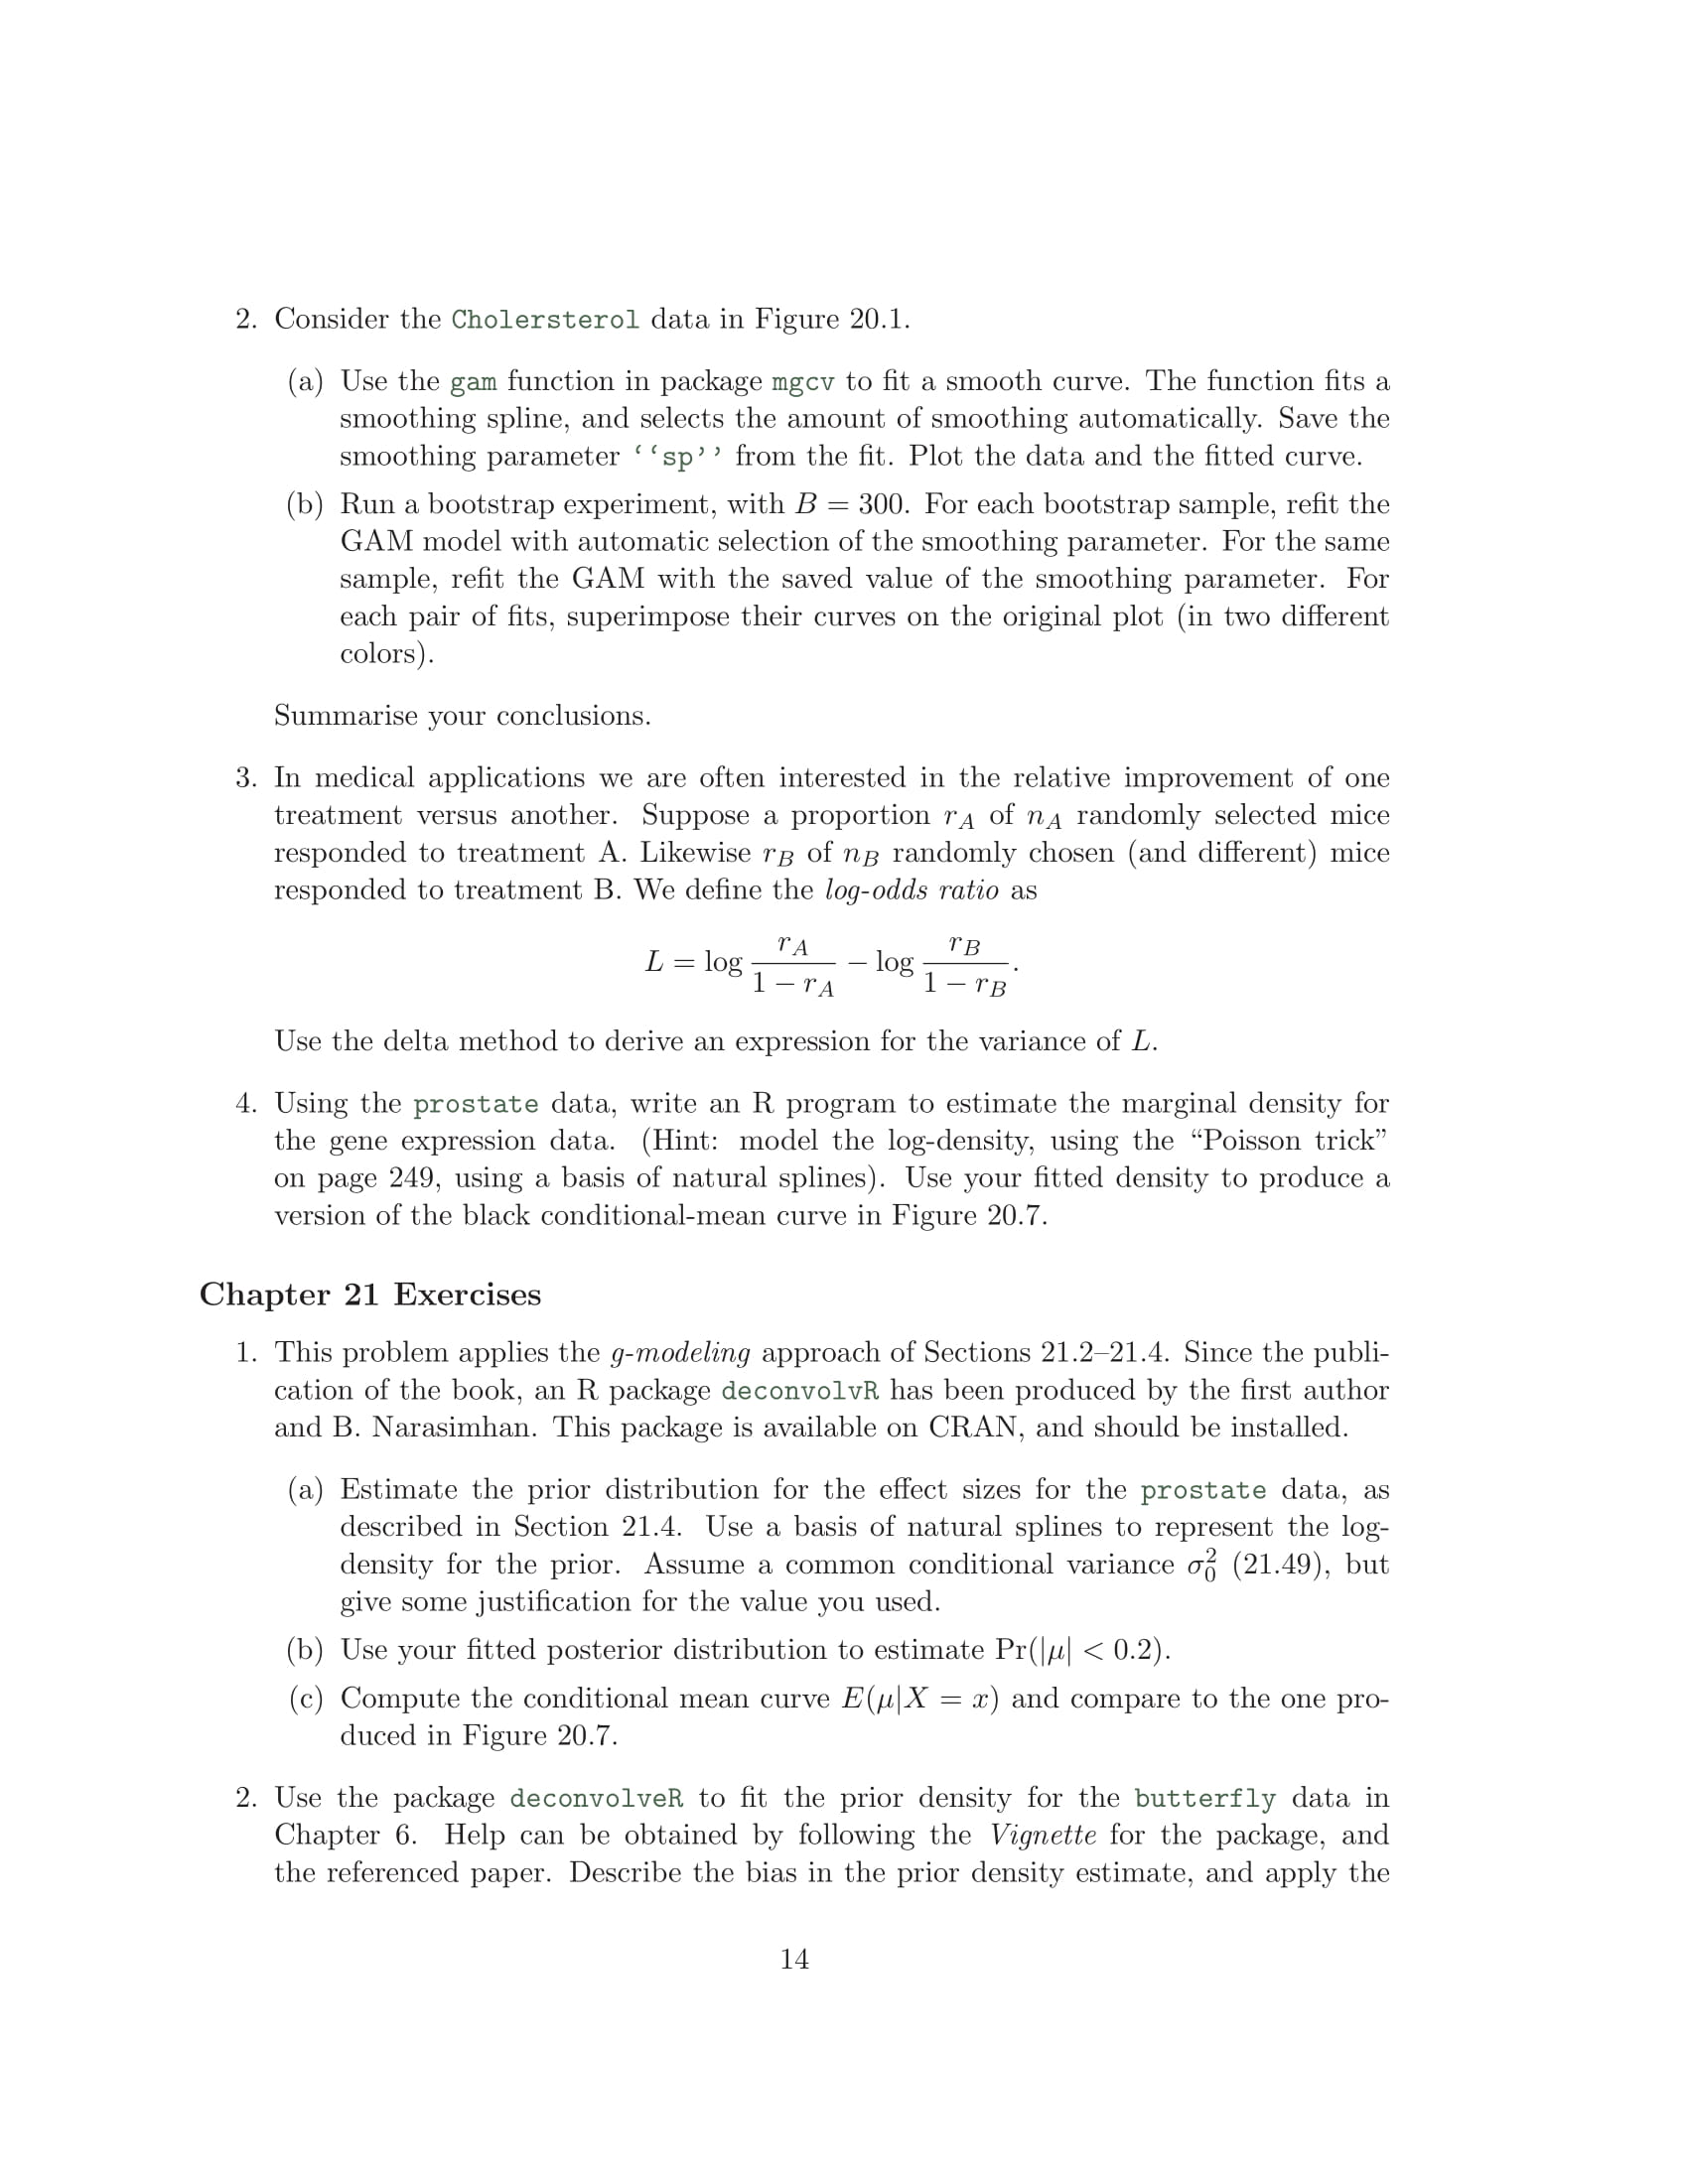 2. Consider the Cholersterol data in Figure 20.1.
(a) Use the gam function in package mgcv to fit a smooth curve. The function fits a
smoothing spline, and selects the amount of smoothing automatically. Save the
smoothing parameter ‘‘sp’’ from the fit. Plot the data and the fitted curve.
(b) Run a bootstrap experiment, with B = 300. For each bootstrap sample, refit the
GAM model with automatic selection of the smoothing parameter. For the same
sample, refit the GAM with the saved value of the smoothing parameter. For
each pair of fits, superimpose their curves on the original plot (in two different
colors).
Summarise your conclusions.
3. In medical applications we are often interested in the relative improvement of one
treatment versus another. Suppose a proportion r_A of n_A randomly selected mice
responded to treatment A. Likewise r_B of n_B randomly chosen (and different) mice
responded to treatment B. We define the log-odds ratio as
L = log r_A / (1 − r_A) − log r_B / (1 − r_B).
Use the delta method to derive an expression for the variance of L.
4. Using the prostate data, write an R program to estimate the marginal density for
the gene expression data. (Hint: model the log-density, using the “Poisson trick”
on page 249, using a basis of natural splines). Use your fitted density to produce a
version of the black conditional-mean curve in Figure 20.7.
Chapter 21 Exercises
1. This problem applies the g-modeling approach of Sections 21.2–21.4. Since the publi-
cation of the book, an R package deconvolvR has been produced by the first author
and B. Narasimhan. This package is available on CRAN, and should be installed.
(a) Estimate the prior distribution for the effect sizes for the prostate data, as
described in Section 21.4. Use a basis of natural splines to represent the log-
density for the prior. Assume a common conditional variance σ₀² (21.49), but
give some justification for the value you used.
(b) Use your fitted posterior distribution to estimate Pr(|μ| < 0.2).
(c) Compute the conditional mean curve E(μ|X = x) and compare to the one pro-
duced in Figure 20.7.
2. Use the package deconvolveR to fit the prior density for the butterfly data in
Chapter 6. Help can be obtained by following the Vignette for the package, and
the referenced paper. Describe the bias in the prior density estimate, and apply the
14